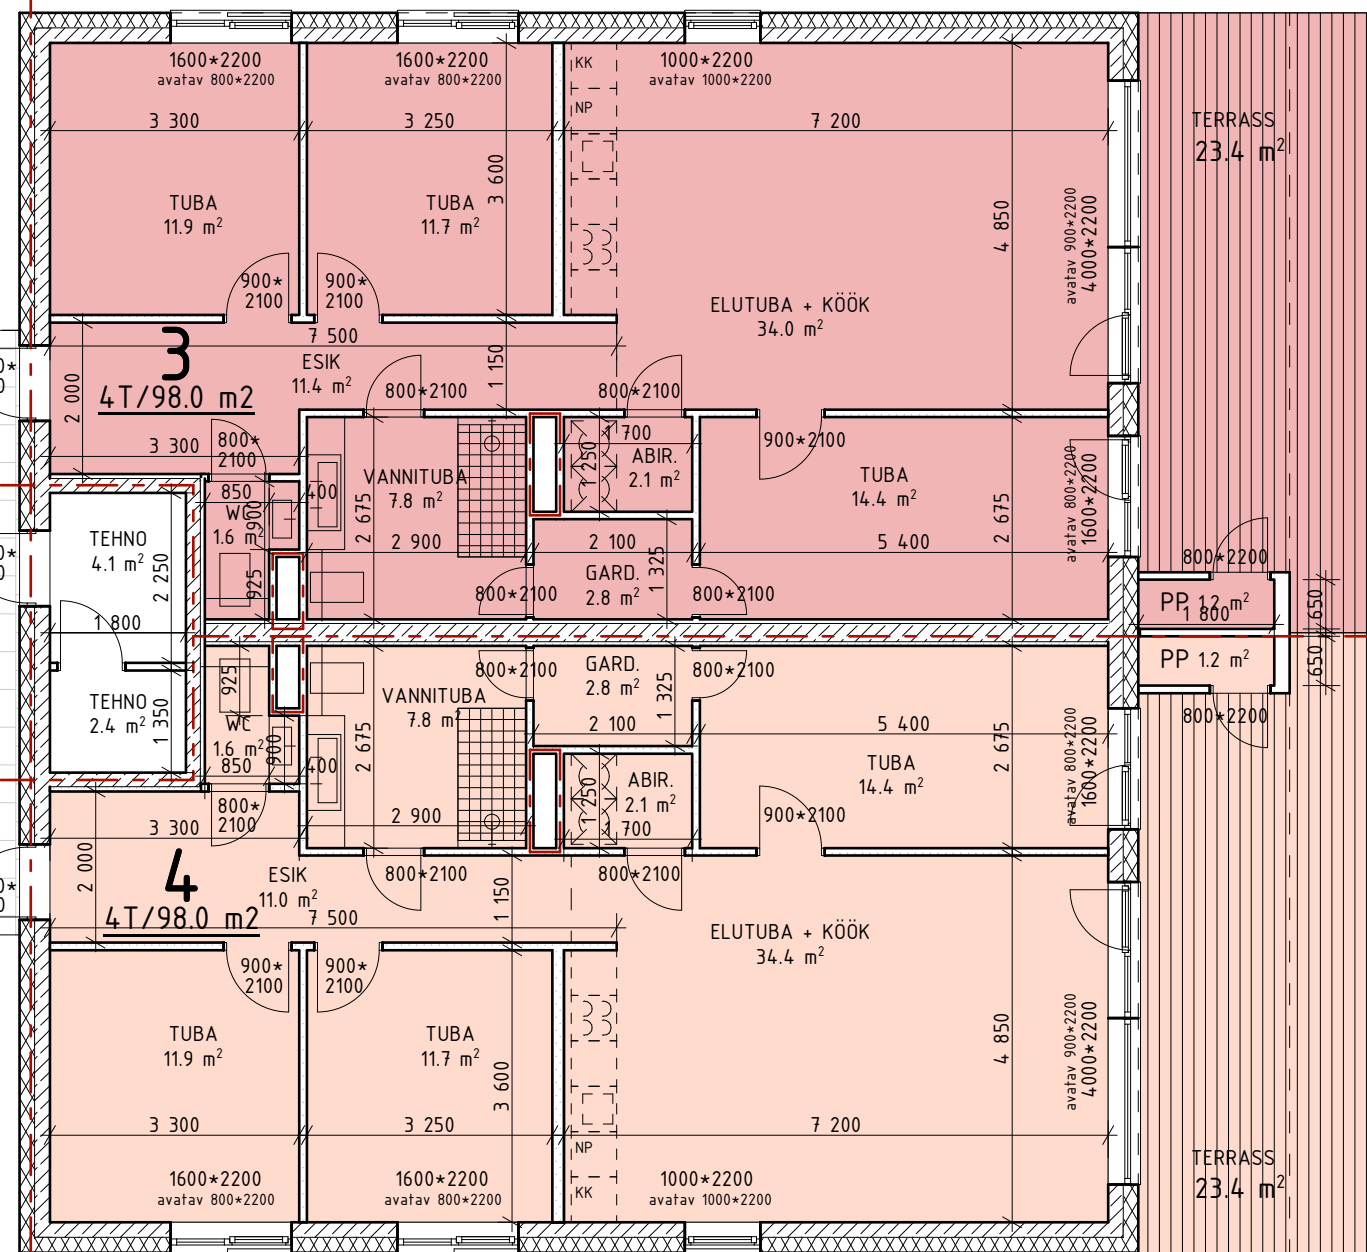 1600*2200
avatav 800*2200
1600*2200
avatav 800*2200
KK
1000*2200
avatav 1000*2200
NP
3 300
3 250
7 200
TERRASS
23.4 m²
3 600
TUBA
11.9 m²
TUBA
11.7 m²
4 850
avatav 900*2200
4000*2200
900*
2100
900*
2100
ELUTUBA + KÖÖK
34.0 m²
3
7 500
ESIK
11.4 m²
1 150
2 000
4T/98.0 m2
800*2100
800*2100
3 300
800*
2100
1 700
900*2100
VANNITUBA
7.8 m²
1 250
ABIR.
2.1 m²
TUBA
14.4 m²
avatav 800*2200
1600*2200
850
400
WC
1.6 m²
900
2 675
2 675
TEHNO
4.1 m²
2 250
2 900
2 100
5 400
925
1 325
GARD.
2.8 m²
800*2100
800*2100
800*2200
1 800
PP 1.2 m²
1 800
650
PP 1.2 m²
650
800*2200
TEHNO
2.4 m²
1 350
925
VANNITUBA
7.8 m²
800*2100
GARD.
2.8 m²
1 325
800*2100
WC
1.6 m²
900
2 675
2 100
5 400
2 675
avatav 800*2200
1600*2200
850
400
1 250
ABIR.
2.1 m²
TUBA
14.4 m²
800*
2100
2 900
1 700
900*2100
3 300
2 000
4
4T/98.0 m2
ESIK
11.0 m²
800*2100
1 150
800*2100
7 500
ELUTUBA + KÖÖK
34.4 m²
900*
2100
900*
2100
TUBA
11.9 m²
TUBA
11.7 m²
3 600
4 850
avatav 900*2200
4000*2200
3 300
3 250
7 200
NP
1600*2200
avatav 800*2200
1600*2200
avatav 800*2200
KK
1000*2200
avatav 1000*2200
TERRASS
23.4 m²